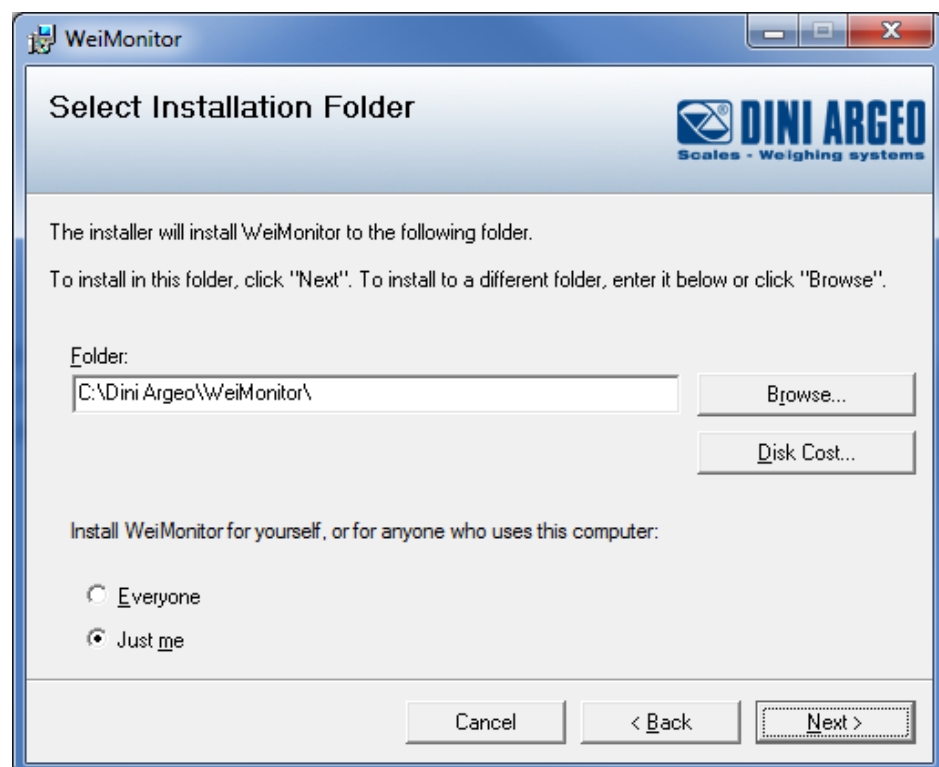 WeiMonitor
Select Installation Folder
DINI ARGEO
Scales - Weighing systems
The installer will install WeiMonitor to the following folder.
To install in this folder, click "Next". To install to a different folder, enter it below or click "Browse".
Folder:
C:\Dini Argeo\WeiMonitor\
Browse...
Disk Cost...
Install WeiMonitor for yourself, or for anyone who uses this computer:
Everyone
Just me
Cancel
< Back
Next >